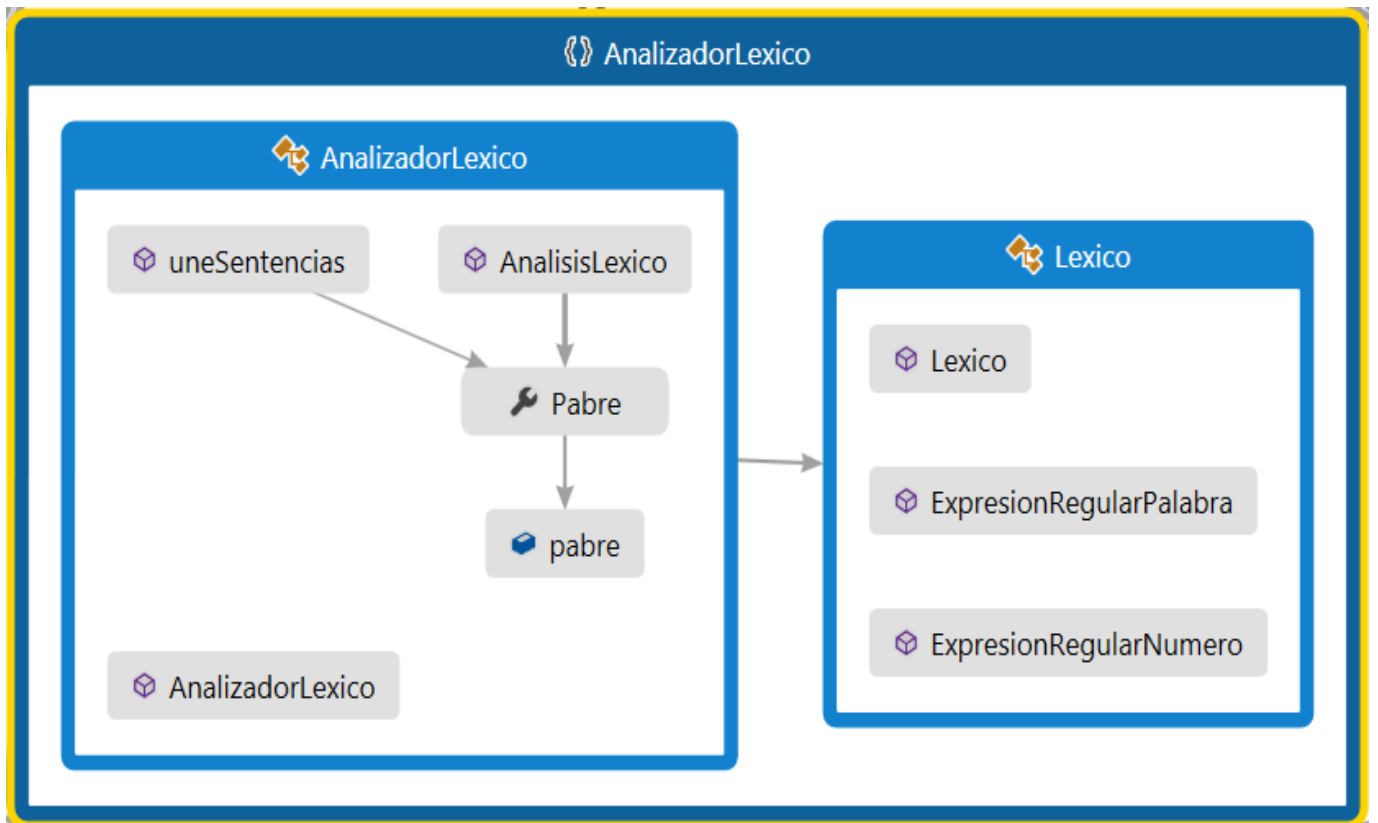 AnalizadorLexico
AnalizadorLexico
uneSentencias
AnalisisLexico
Pabre
pabre
AnalizadorLexico
Lexico
Lexico
ExpresionRegularPalabra
ExpresionRegularNumero